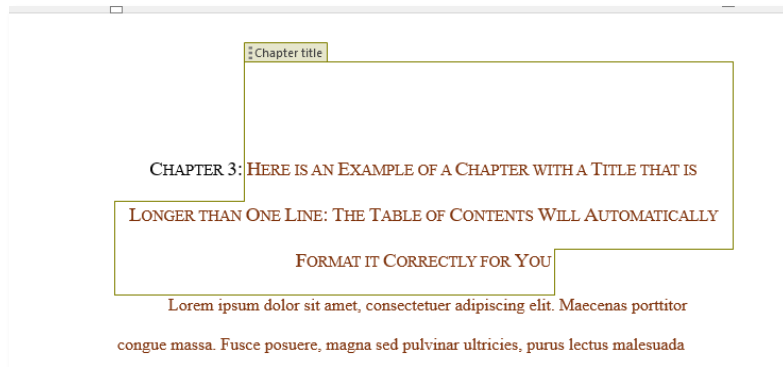 Chapter title
Chapter 3: Here is an Example of a Chapter with a Title that is
Longer than One Line: The Table of Contents Will Automatically
Format it Correctly for You
Lorem ipsum dolor sit amet, consectetuer adipiscing elit. Maecenas porttitor
congue massa. Fusce posuere, magna sed pulvinar ultricies, purus lectus malesuada